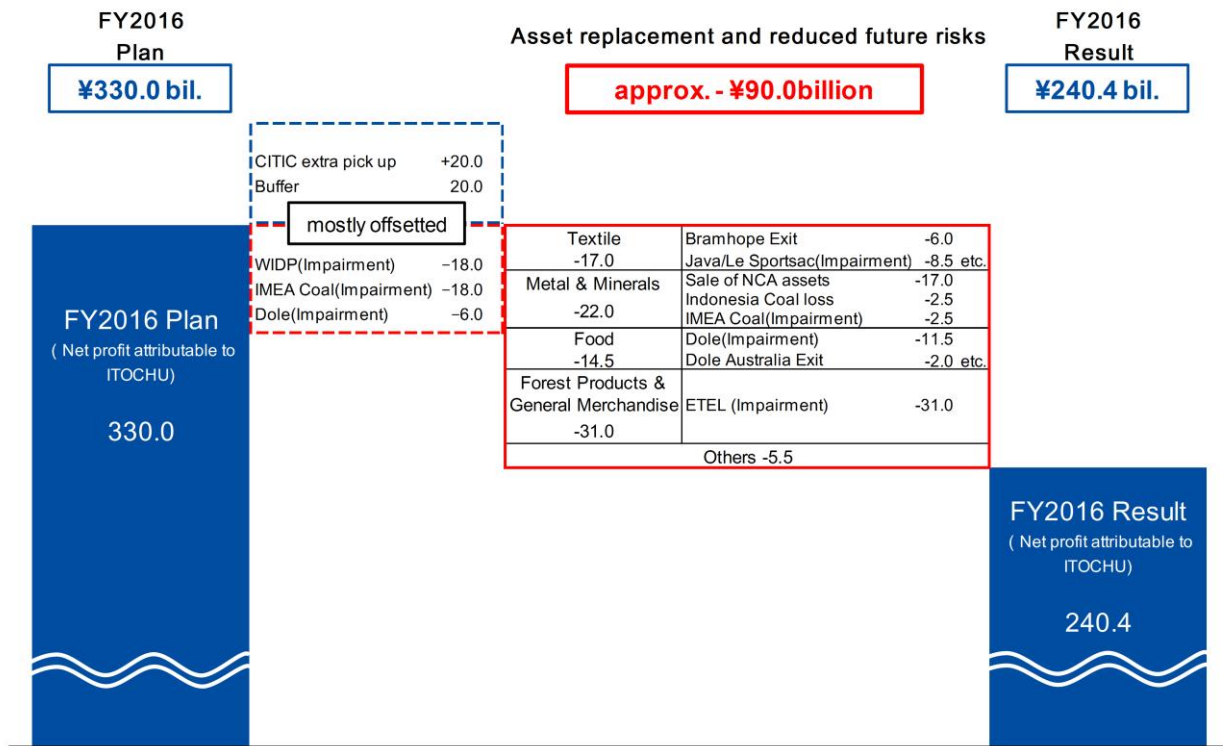 FY2016
Plan
¥330.0 bil.
Asset replacement and reduced future risks
approx. - ¥90.0billion
FY2016
Result
¥240.4 bil.
CITIC extra pick up +20.0
Buffer 20.0
mostly offsetted
WIDP(Impairment) −18.0
IMEA Coal(Impairment) −18.0
Dole(Impairment) −6.0
FY2016 Plan
( Net profit attributable to
ITOCHU)
330.0
Textile
-17.0
Bramhope Exit -6.0
Java/Le Sportsac(Impairment) -8.5 etc.
Metal & Minerals
-22.0
Sale of NCA assets -17.0
Indonesia Coal loss -2.5
IMEA Coal(Impairment) -2.5
Food
-14.5
Dole(Impairment) -11.5
Dole Australia Exit -2.0 etc.
Forest Products &
General Merchandise
-31.0
ETEL (Impairment) -31.0
Others -5.5
FY2016 Result
( Net profit attributable to
ITOCHU)
240.4